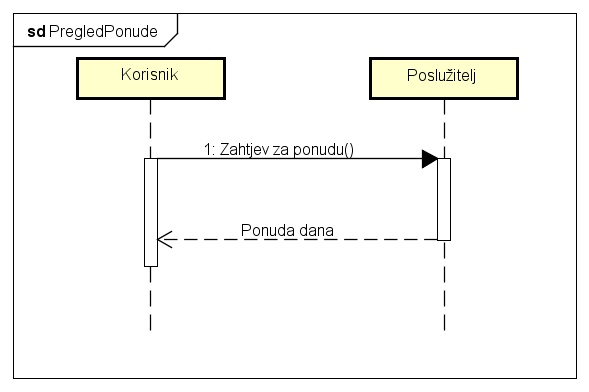 sd PregledPonude
Korisnik
Poslužitelj
1: Zahtjev za ponudu()
Ponuda dana